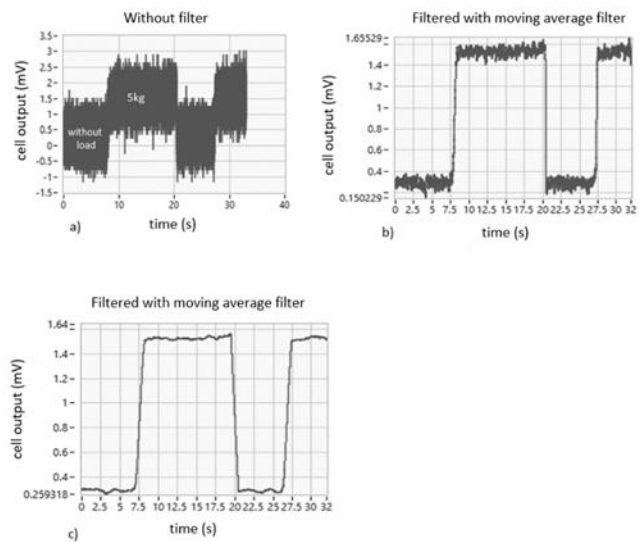 Without filter
cell output (mV)
3.5
3
2.5
2
1.5
1
0.5
0
-0.5
-1
-1.5
5kg
without
load
0 10 20 30 40
time (s)
a)
Filtered with moving average filter
cell output (mV)
1.65529
1.4
1.2
1
0.8
0.6
0.4
0.150229
0 2.5 5 7.5 10 12.5 15 17.5 20 22.5 25 27.5 30 32
time (s)
b)
Filtered with moving average filter
cell output (mV)
1.64
1.4
1.2
1
0.8
0.6
0.4
0.259318
0 2.5 5 7.5 10 12.5 15 17.5 20 22.5 25 27.5 30 32
time (s)
c)